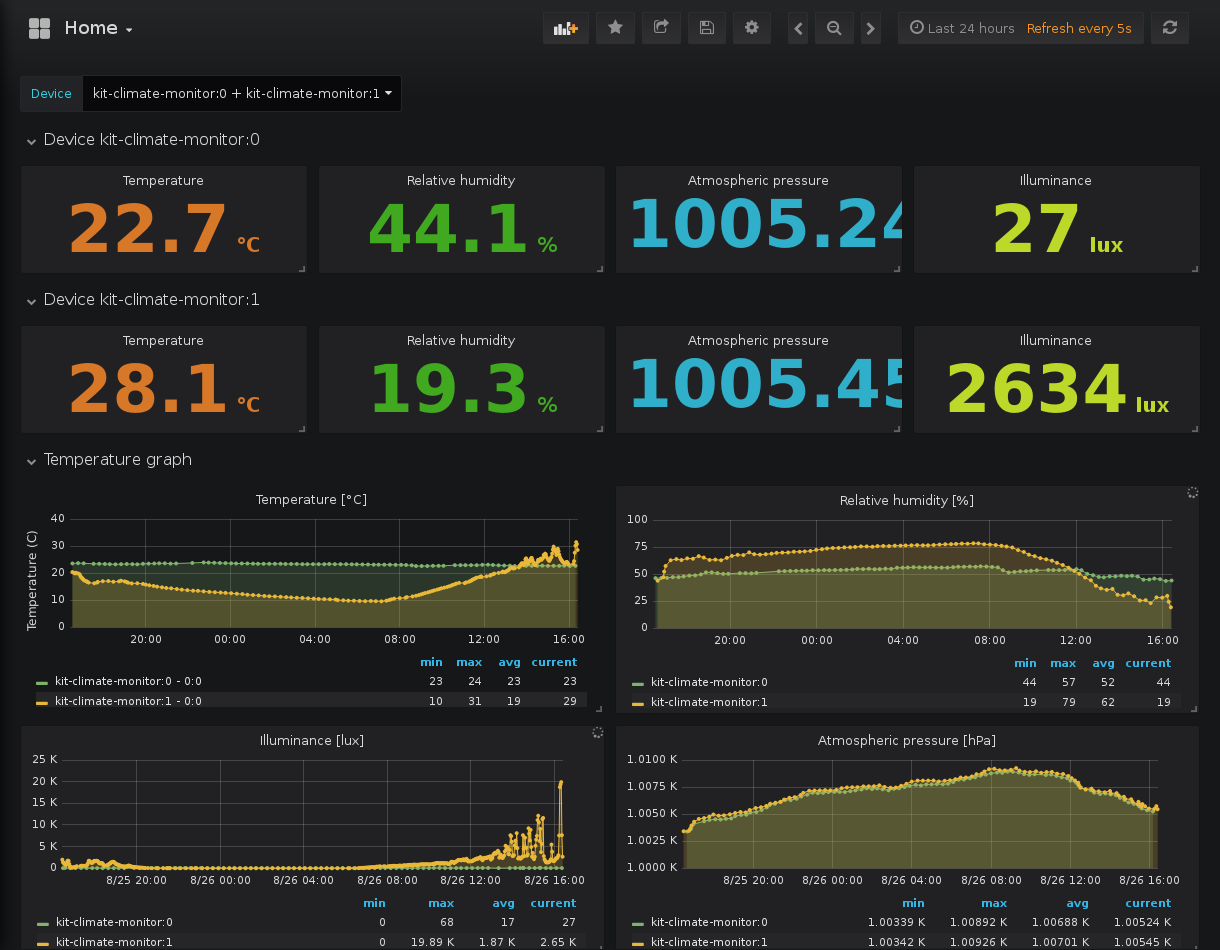 Home
Last 24 hours Refresh every 5s
Device kit-climate-monitor:0 + kit-climate-monitor:1
Device kit-climate-monitor:0
Temperature Relative humidity Atmospheric pressure Illuminance
22.7 °C 44.1 % 1005.24 27 lux
Device kit-climate-monitor:1
Temperature Relative humidity Atmospheric pressure Illuminance
28.1 °C 19.3 % 1005.45 2634 lux
Temperature graph
Temperature [°C]
Temperature (C)
40
30
20
10
0
20:00 00:00 04:00 08:00 12:00 16:00
min max avg current
kit-climate-monitor:0 - 0:0 23 24 23 23
kit-climate-monitor:1 - 0:0 10 31 19 29
Relative humidity [%]
100
75
50
25
0
20:00 00:00 04:00 08:00 12:00 16:00
min max avg current
kit-climate-monitor:0 44 57 52 44
kit-climate-monitor:1 19 79 62 19
Illuminance [lux]
25 K
20 K
15 K
10 K
5 K
0
8/25 20:00 8/26 00:00 8/26 04:00 8/26 08:00 8/26 12:00 8/26 16:00
min max avg current
kit-climate-monitor:0 0 68 17 27
kit-climate-monitor:1 0 19.89 K 1.87 K 2.65 K
Atmospheric pressure [hPa]
1.0100 K
1.0075 K
1.0050 K
1.0025 K
1.0000 K
8/25 20:00 8/26 00:00 8/26 04:00 8/26 08:00 8/26 12:00 8/26 16:00
min max avg current
kit-climate-monitor:0 1.00339 K 1.00892 K 1.00688 K 1.00524 K
kit-climate-monitor:1 1.00342 K 1.00926 K 1.00701 K 1.00545 K